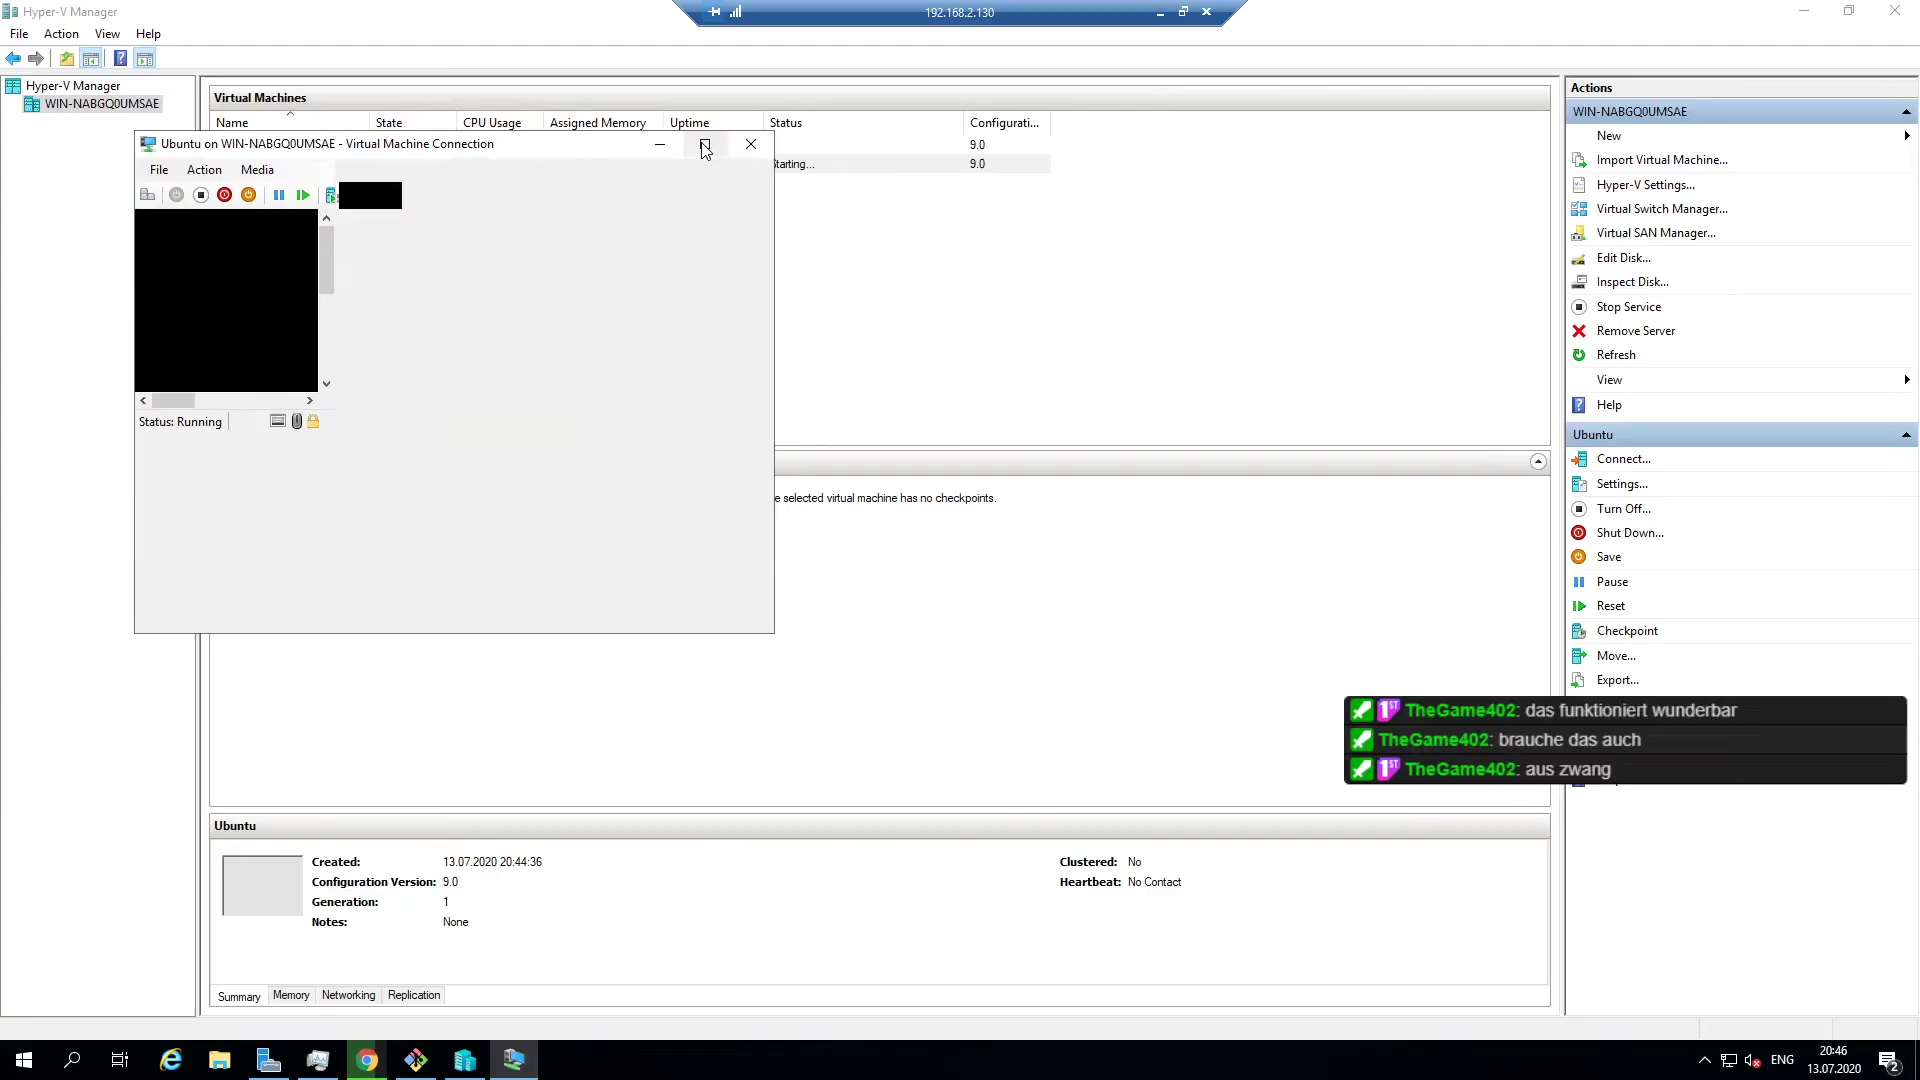 Hyper-V Manager
192.168.2.130
File Action View Help
Hyper-V Manager
WIN-NABGQ0UMSAE
Virtual Machines
Name State CPU Usage Assigned Memory Uptime Status Configurati...
9.0
Starting... 9.0
Ubuntu on WIN-NABGQ0UMSAE - Virtual Machine Connection
File Action Media
Status: Running
e selected virtual machine has no checkpoints.
Ubuntu
Created: 13.07.2020 20:44:36
Configuration Version: 9.0
Generation: 1
Notes: None
Clustered: No
Heartbeat: No Contact
Summary Memory Networking Replication
Actions
WIN-NABGQ0UMSAE
New
Import Virtual Machine...
Hyper-V Settings...
Virtual Switch Manager...
Virtual SAN Manager...
Edit Disk...
Inspect Disk...
Stop Service
Remove Server
Refresh
View
Help
Ubuntu
Connect...
Settings...
Turn Off...
Shut Down...
Save
Pause
Reset
Checkpoint
Move...
Export...
1ST TheGame402: das funktioniert wunderbar
TheGame402: brauche das auch
1ST TheGame402: aus zwang
ENG
20:46
13.07.2020
2